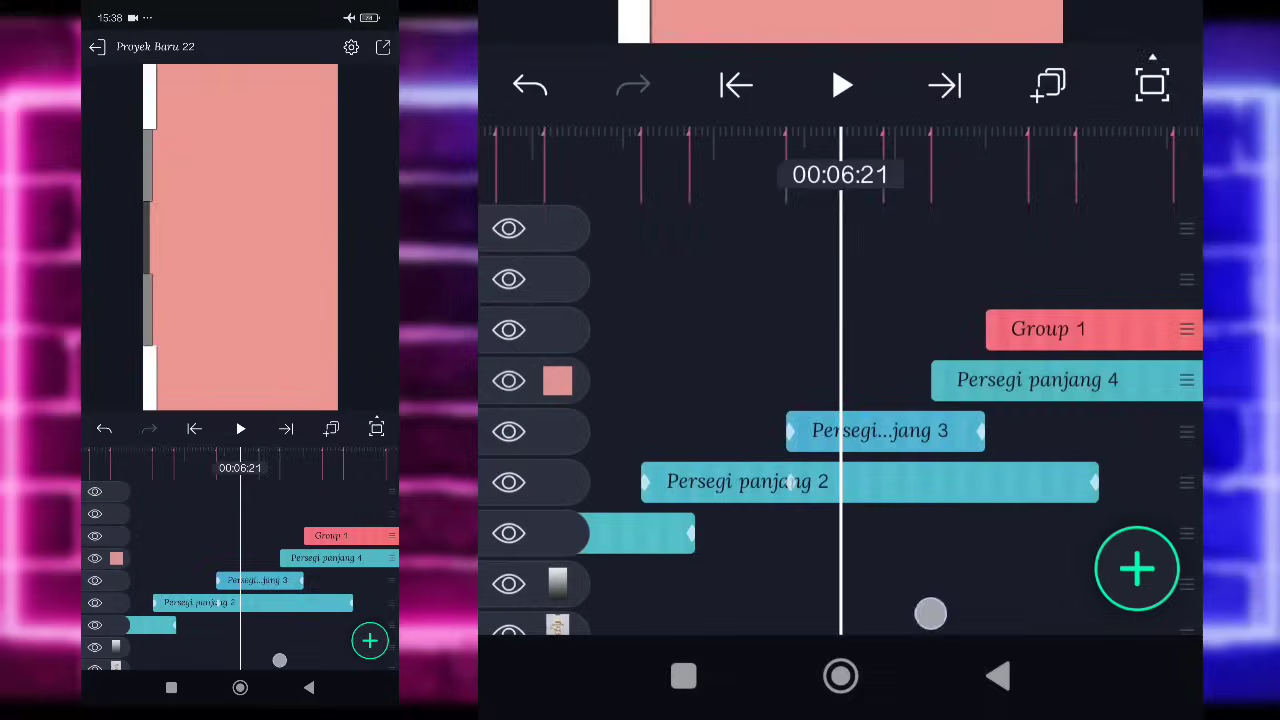 15:38
Proyek Baru 22
00:06:21
Group 1
Persegi panjang 4
Persegi...jang 3
Persegi panjang 2
00:06:21
Group 1
Persegi panjang 4
Persegi...jang 3
Persegi panjang 2